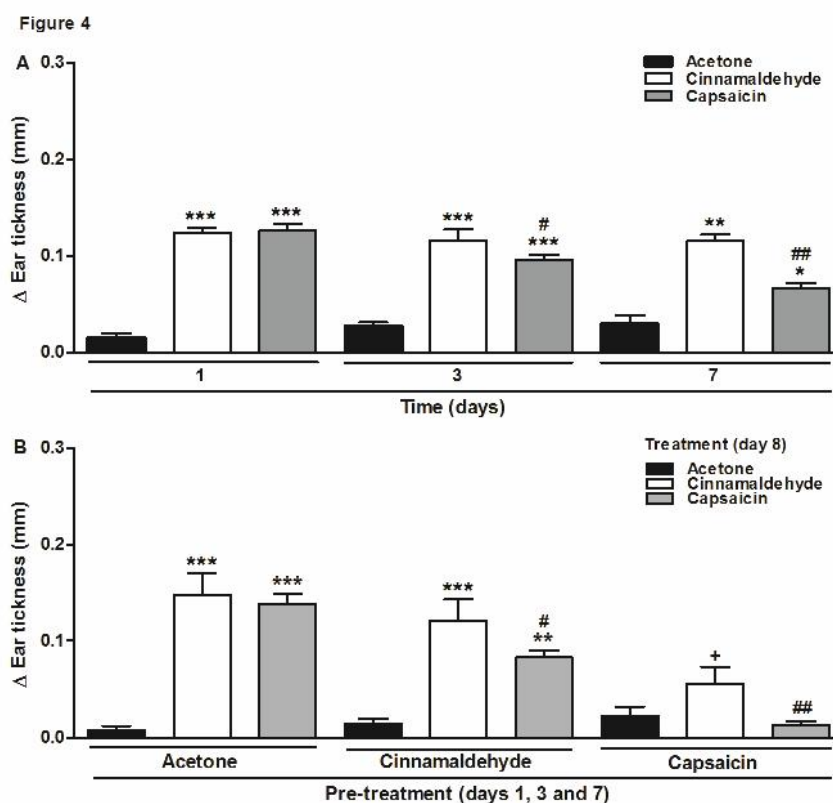 Figure 4
A
Δ Ear tickness (mm)
0.3
0.2
0.1
0.0
Acetone
Cinnamaldehyde
Capsaicin
*** ***
*** # ***
** ## *
1 3 7
Time (days)
B
Δ Ear tickness (mm)
0.3
0.2
0.1
0.0
Treatment (day 8)
Acetone
Cinnamaldehyde
Capsaicin
*** ***
*** # **
+ ##
Acetone Cinnamaldehyde Capsaicin
Pre-treatment (days 1, 3 and 7)